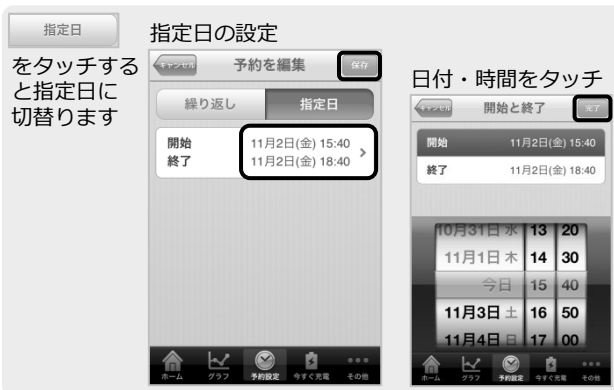 指定日
をタッチする
と指定日に
切替ります
指定日の設定
キャンセル 予約を編集 保存
繰り返し 指定日
開始 11月2日(金) 15:40
終了 11月2日(金) 18:40
ホーム グラフ 予約設定 今すぐ充電 その他
日付・時間をタッチ
キャンセル 開始と終了 完了
開始 11月2日(金) 15:40
終了 11月2日(金) 18:40
10月31日 水 13 20
11月1日 木 14 30
今日 15 40
11月3日 土 16 50
11月4日 日 17 00
ホーム グラフ 予約設定 今すぐ充電 その他